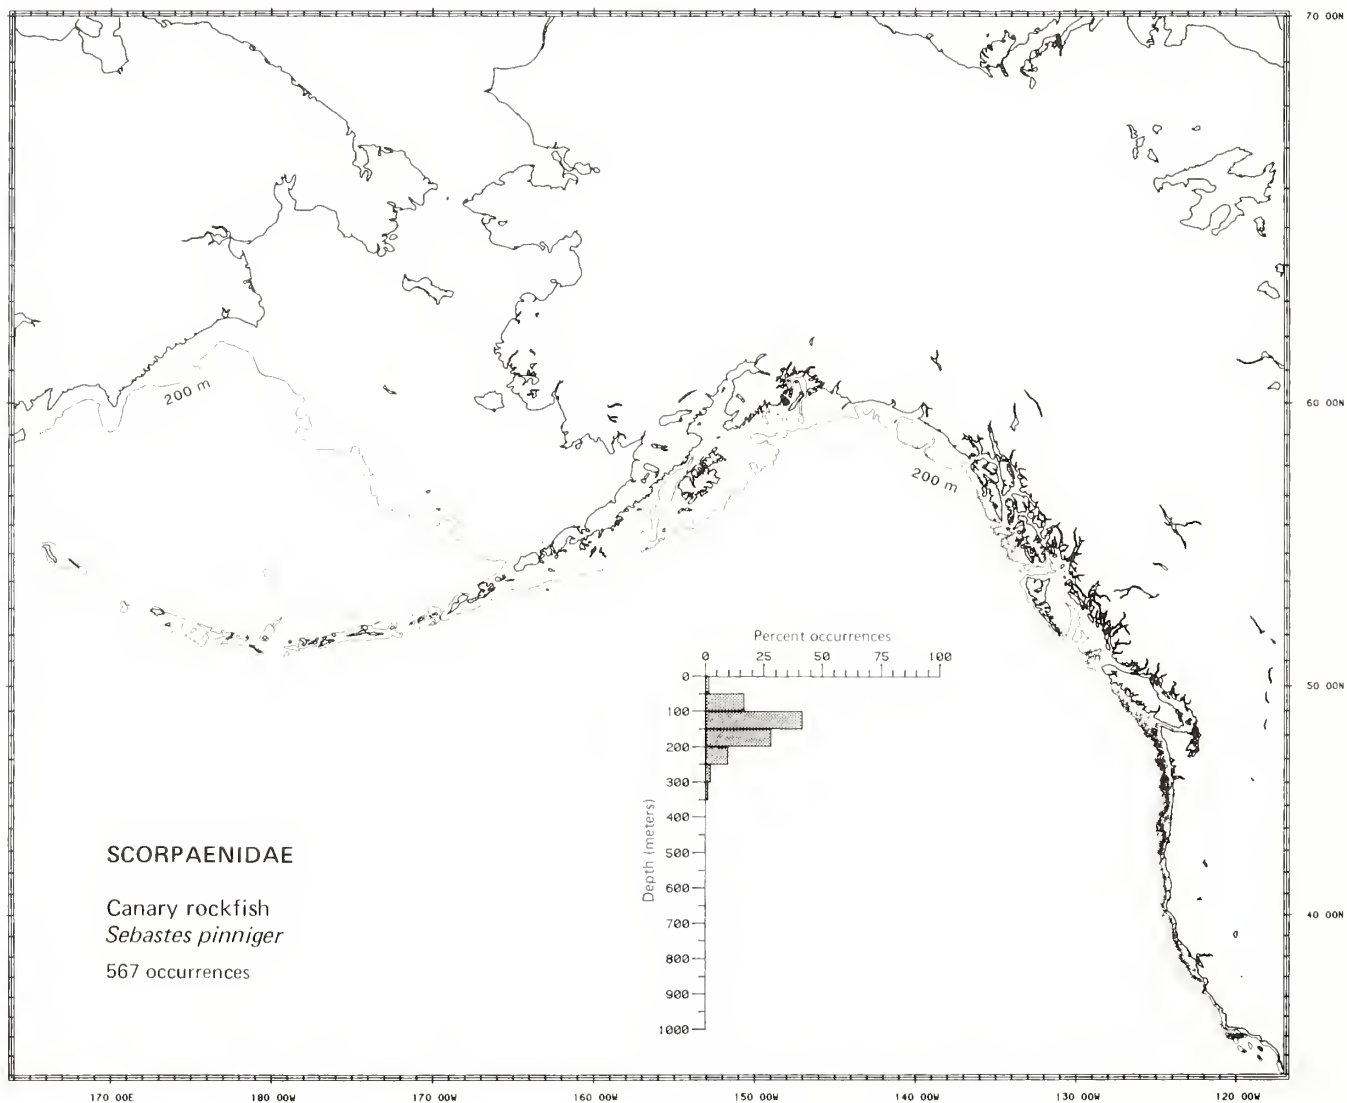 70 00N
200 m
60 00N
200 m
Percent occurrences
0 25 50 75 100
0
50 00N
100
200
300
400
Depth (meters)
500
600
700
800
900
1000
SCORPAENIDAE
Canary rockfish
Sebastes pinniger
567 occurrences
40 00N
170 00E 180 00W 170 00W 160 00W 150 00W 140 00W 130 00W 120 00W